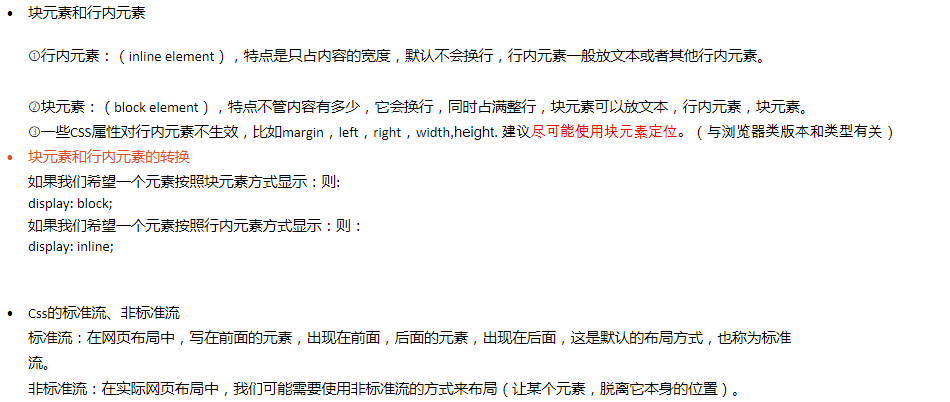 • 块元素和行内元素
①行内元素：（inline element），特点是只占内容的宽度，默认不会换行，行内元素一般放文本或者其他行内元素。
②块元素：（block element），特点不管内容有多少，它会换行，同时占满整行，块元素可以放文本，行内元素，块元素。
③一些CSS属性对行内元素不生效，比如margin，left，right，width,height. 建议尽可能使用块元素定位。（与浏览器类版本和类型有关）
• 块元素和行内元素的转换
如果我们希望一个元素按照块元素方式显示：则:
display: block;
如果我们希望一个元素按照行内元素方式显示：则：
display: inline;
• Css的标准流、非标准流
标准流：在网页布局中，写在前面的元素，出现在前面，后面的元素，出现在后面，这是默认的布局方式，也称为标准
流。
非标准流：在实际网页布局中，我们可能需要使用非标准流的方式来布局（让某个元素，脱离它本身的位置）。